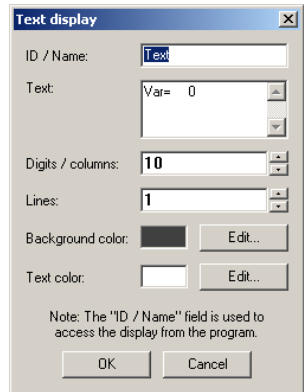 Text display
ID / Name: Text
Text: Var= 0
Digits / columns: 10
Lines: 1
Background color: Edit...
Text color: Edit...
Note: The "ID / Name" field is used to
access the display from the program.
OK Cancel